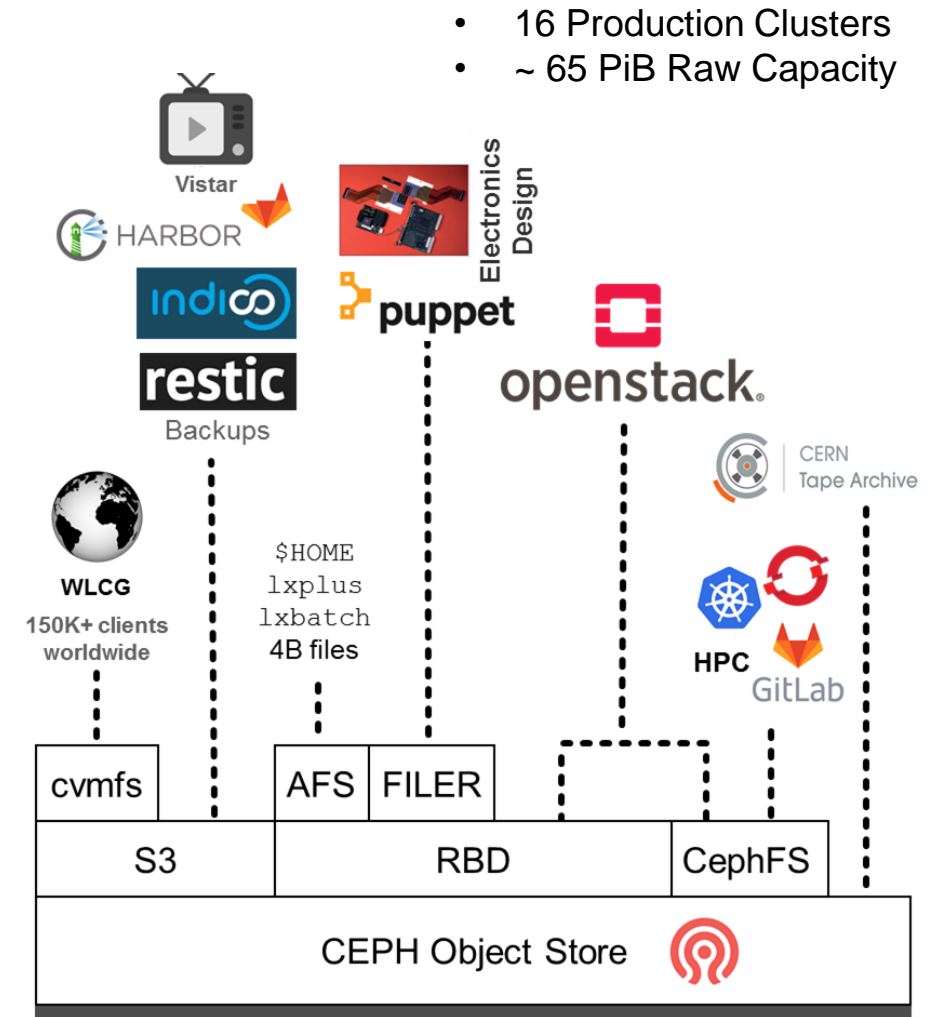 • 16 Production Clusters
• ~ 65 PiB Raw Capacity
Vistar
HARBOR
indico
restic
Backups
Electronics
Design
puppet
openstack.
CERN
Tape Archive
WLCG
150K+ clients
worldwide
$HOME
lxplus
lxbatch
4B files
HPC
GitLab
cvmfs
AFS
FILER
S3
RBD
CephFS
CEPH Object Store